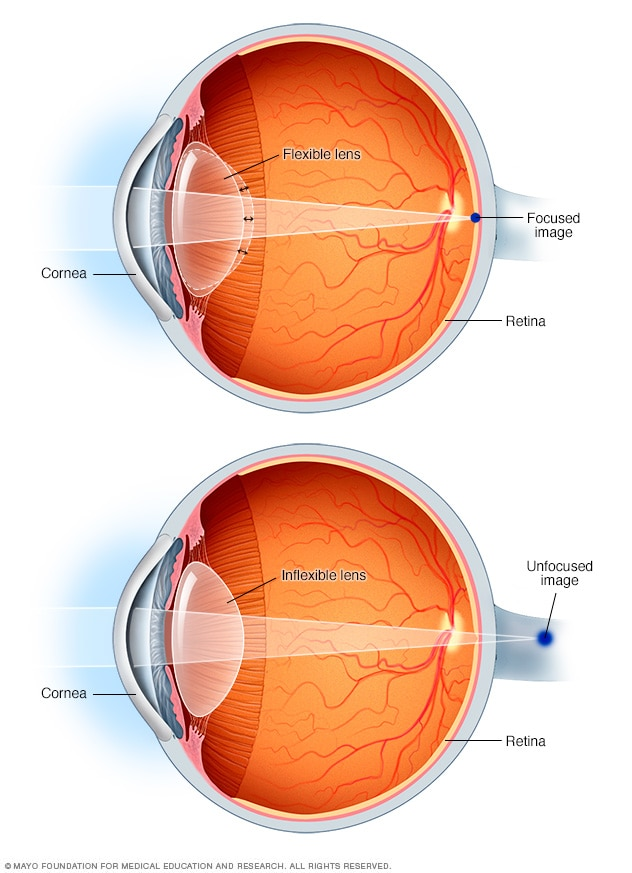 Flexible lens
Focused
image
Cornea
Retina
Unfocused
image
Inflexible lens
Cornea
Retina
© MAYO FOUNDATION FOR MEDICAL EDUCATION AND RESEARCH. ALL RIGHTS RESERVED.